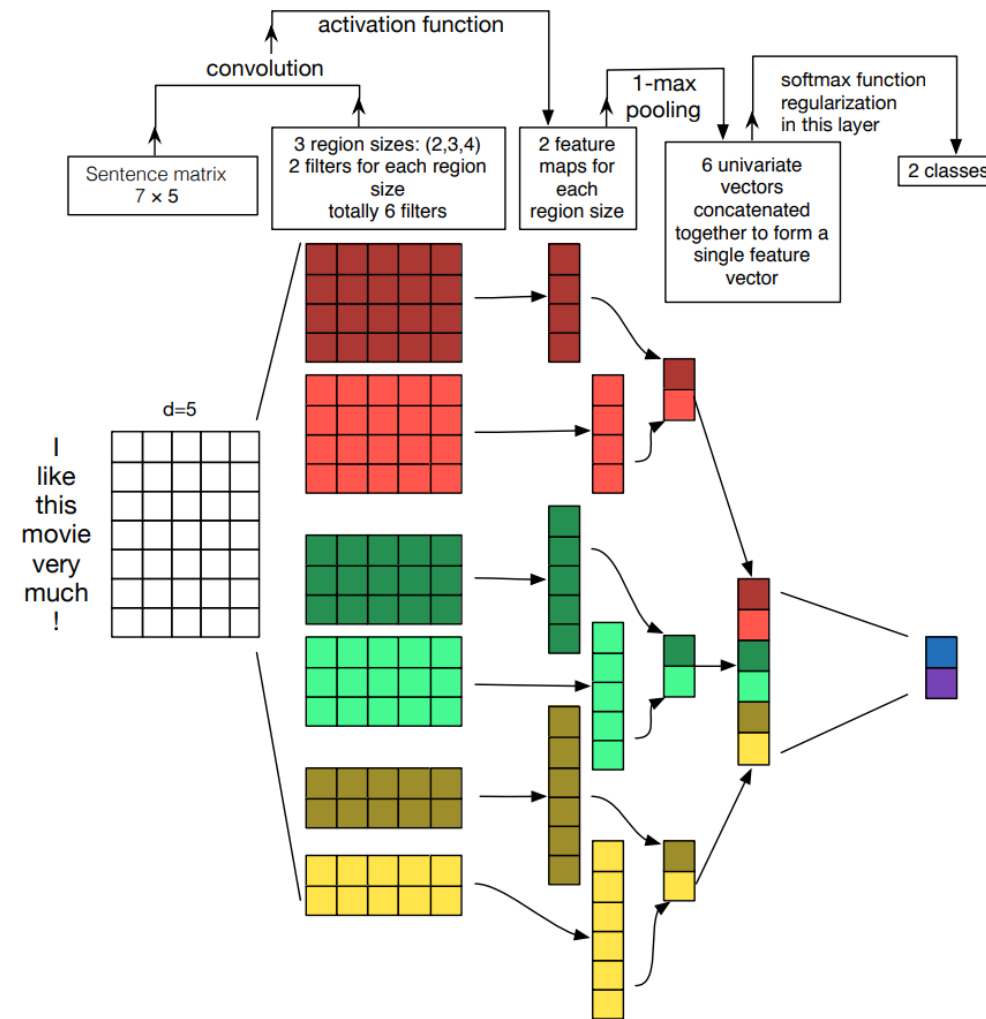 activation function
convolution
1-max
pooling
softmax function
regularization
in this layer
Sentence matrix
7 × 5
3 region sizes: (2,3,4)
2 filters for each region
size
totally 6 filters
2 feature
maps for
each
region size
6 univariate
vectors
concatenated
together to form a
single feature
vector
2 classes
d=5
I
like
this
movie
very
much
!